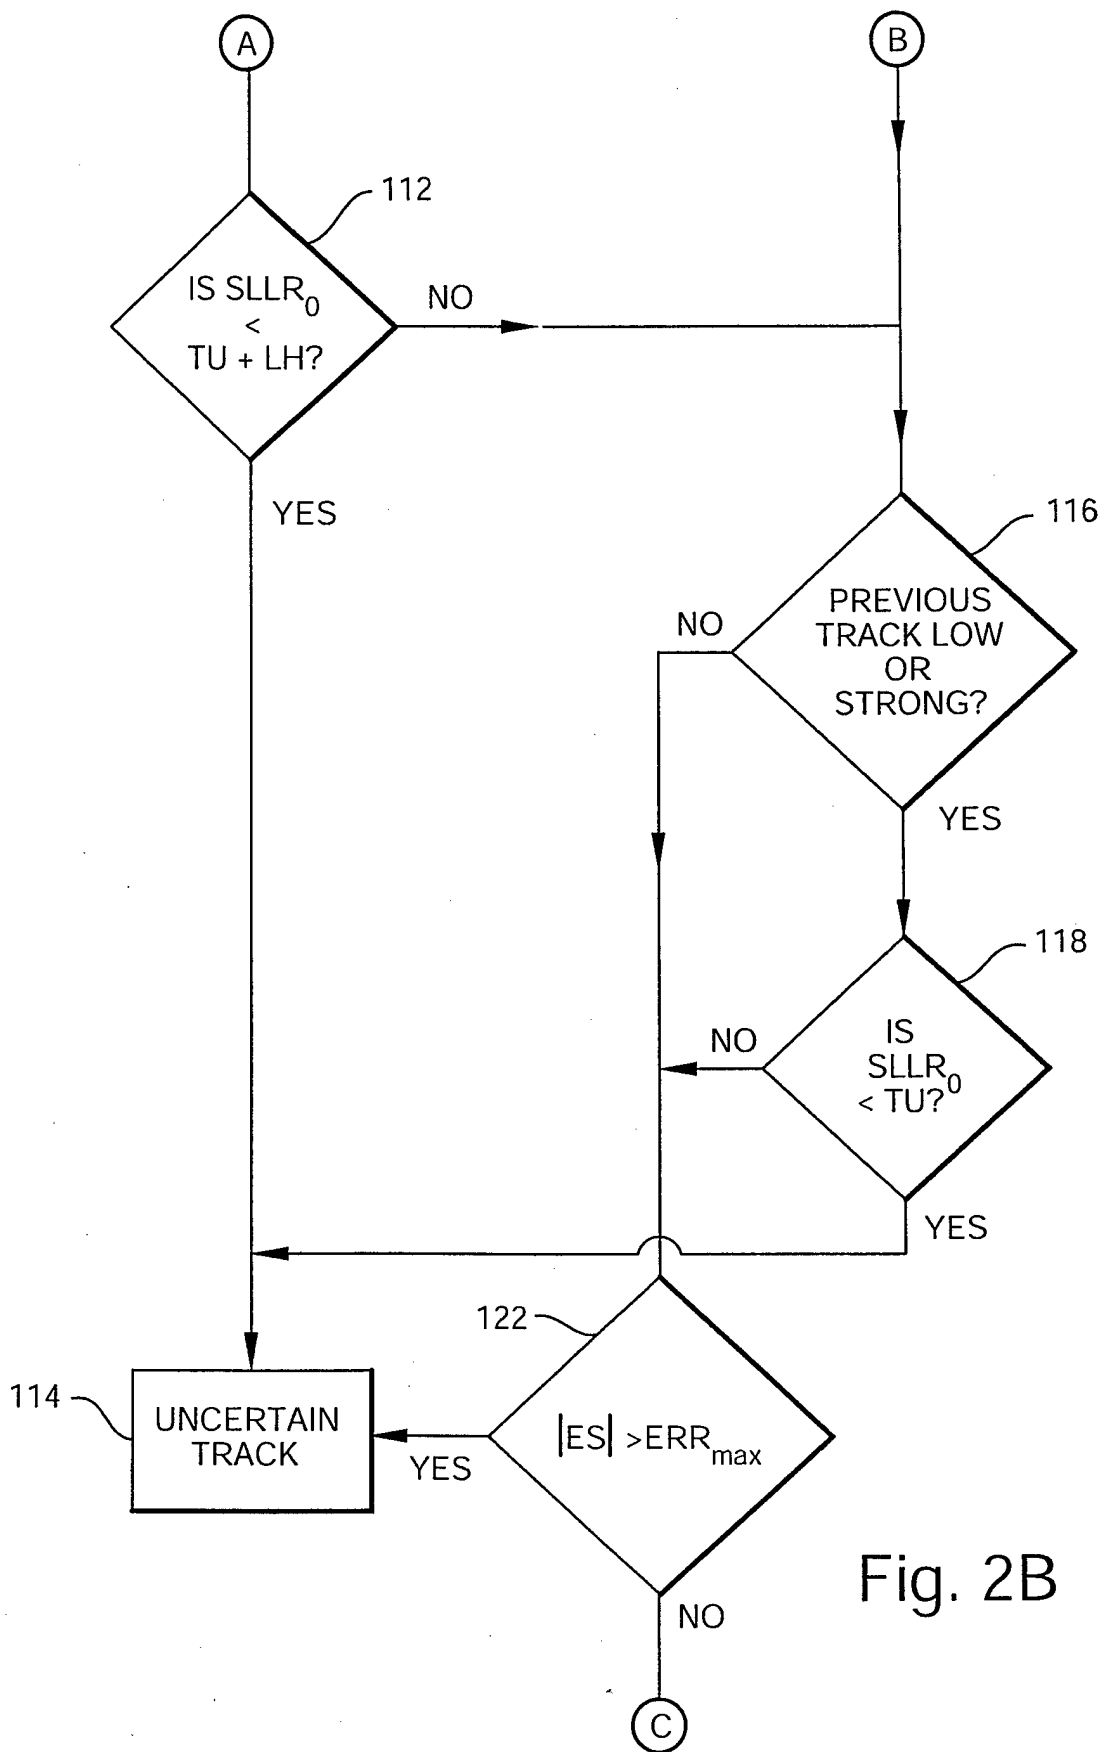 A
B
112
IS SLLR0
<
TU + LH?
NO
YES
116
PREVIOUS
TRACK LOW
OR
STRONG?
NO
YES
118
IS
SLLR0
< TU?
NO
YES
122
|ES| >ERRmax
YES
NO
114
UNCERTAIN
TRACK
C
Fig. 2B